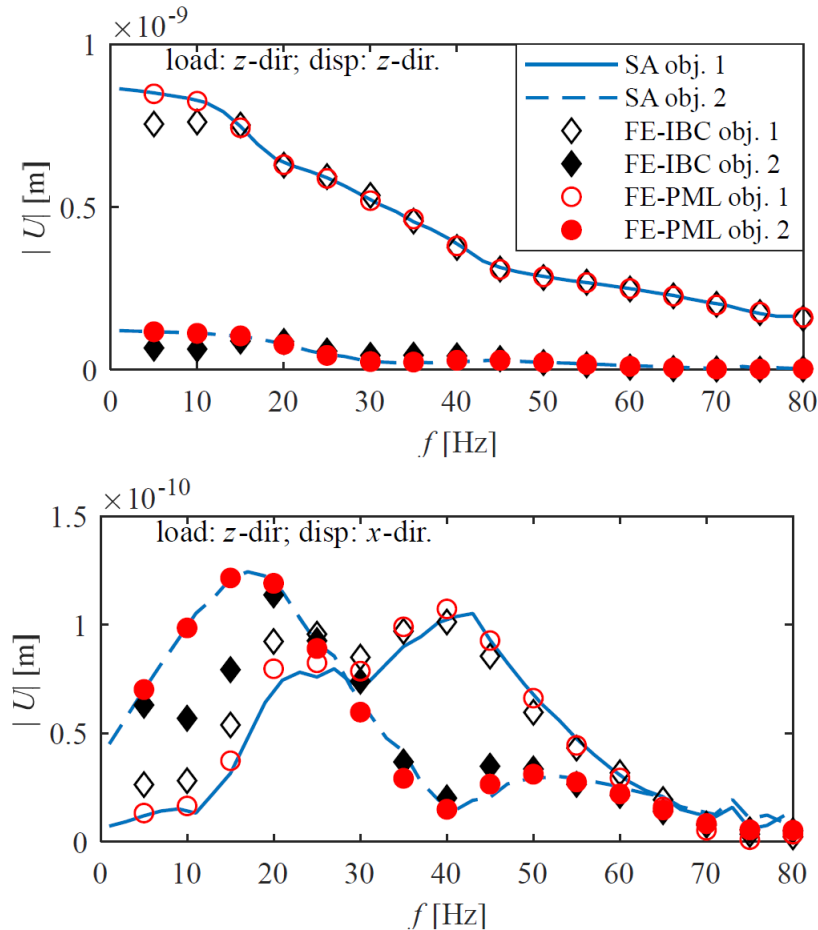 ×10^-9
1
load: z-dir; disp: z-dir.
SA obj. 1
SA obj. 2
FE-IBC obj. 1
FE-IBC obj. 2
FE-PML obj. 1
FE-PML obj. 2
0.5
| U| [m]
0
0 10 20 30 40 50 60 70 80
f [Hz]
×10^-10
1.5
load: z-dir; disp: x-dir.
1
| U| [m]
0.5
0
0 10 20 30 40 50 60 70 80
f [Hz]